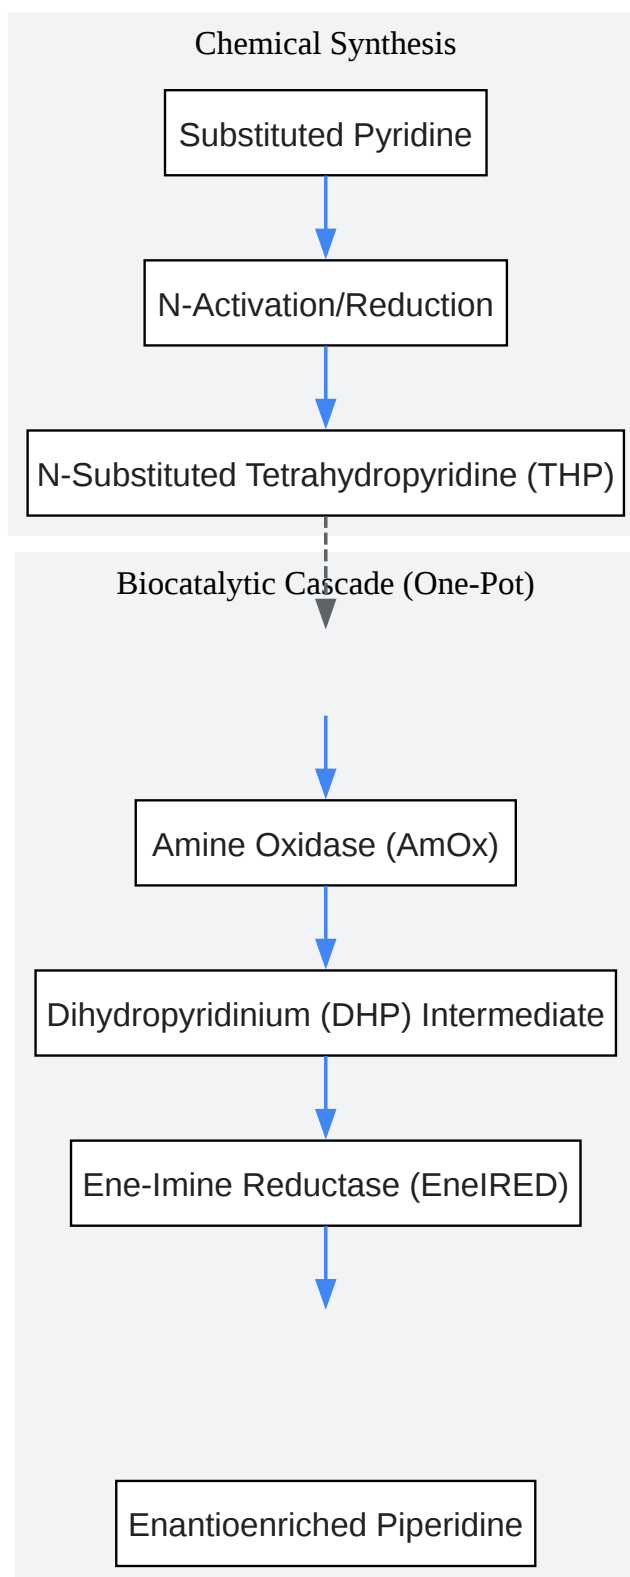 Chemical Synthesis
Substituted Pyridine
N-Activation/Reduction
N-Substituted Tetrahydropyridine (THP)
Biocatalytic Cascade (One-Pot)
Amine Oxidase (AmOx)
Dihydropyridinium (DHP) Intermediate
Ene-Imine Reductase (EneIRED)
Enantioenriched Piperidine